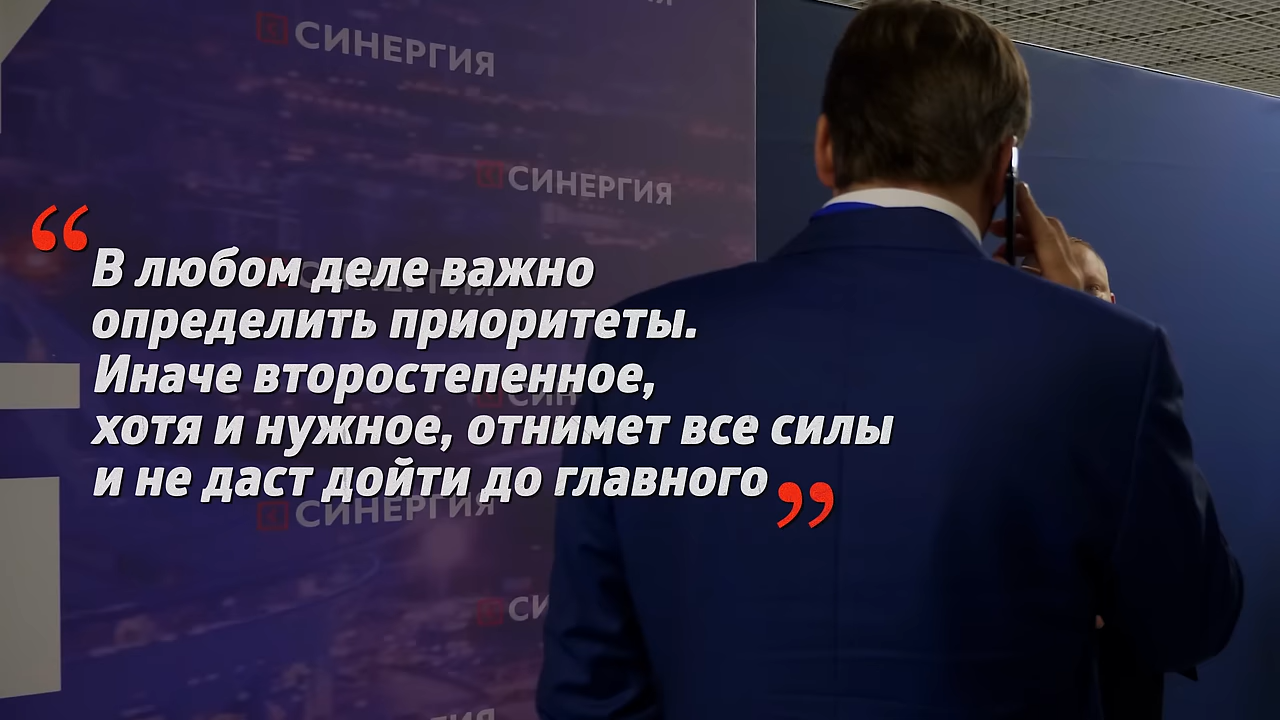 СИНЕРГИЯ
СИНЕРГИЯ
“В любом деле важно
определить приоритеты.
Иначе второстепенное,
хотя и нужное, отнимет все силы
и не даст дойти до главного”
СИНЕРГИЯ